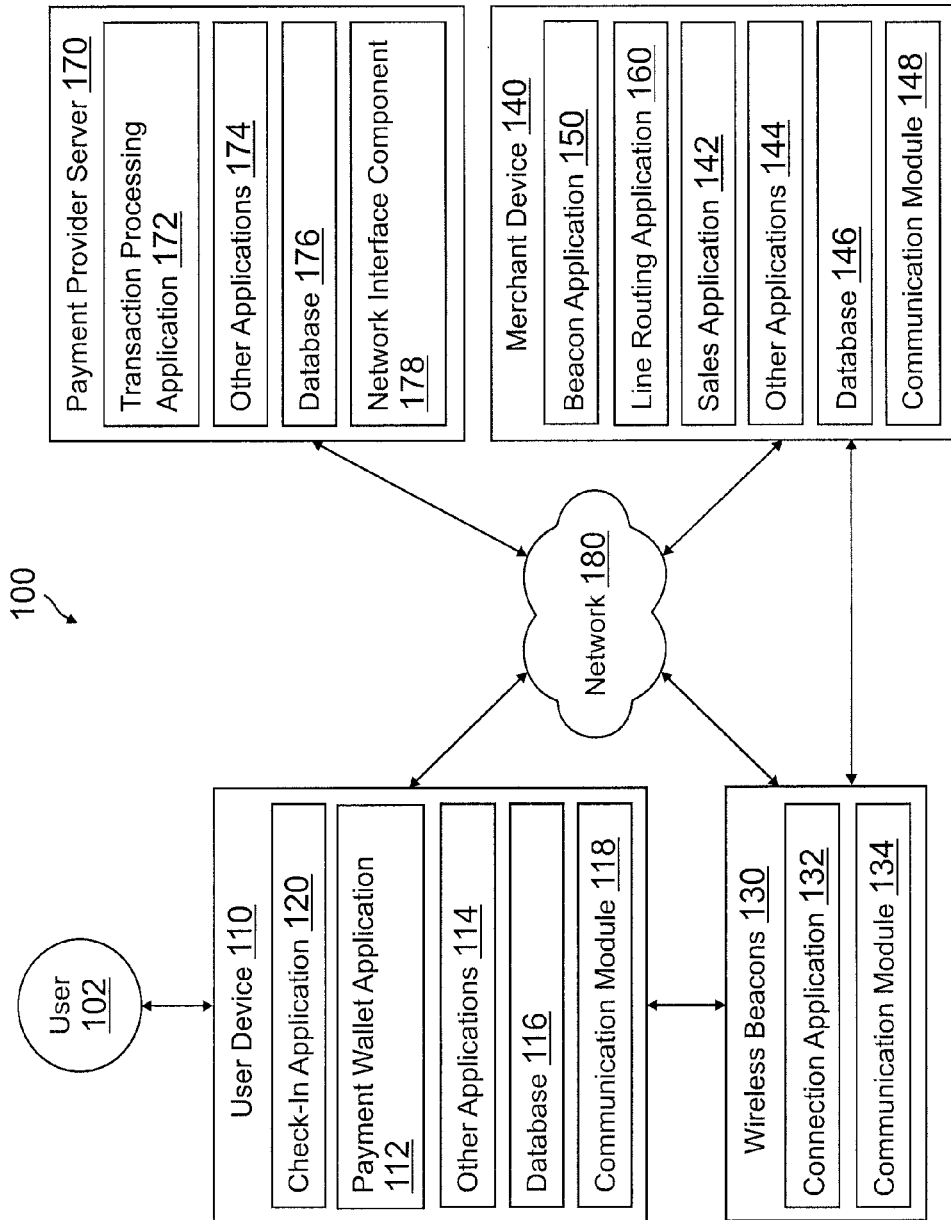 100
User
102
User Device 110
Check-In Application 120
Payment Wallet Application
112
Other Applications 114
Database 116
Communication Module 118
Wireless Beacons 130
Connection Application 132
Communication Module 134
Network 180
Payment Provider Server 170
Transaction Processing
Application 172
Other Applications 174
Database 176
Network Interface Component
178
Merchant Device 140
Beacon Application 150
Line Routing Application 160
Sales Application 142
Other Applications 144
Database 146
Communication Module 148